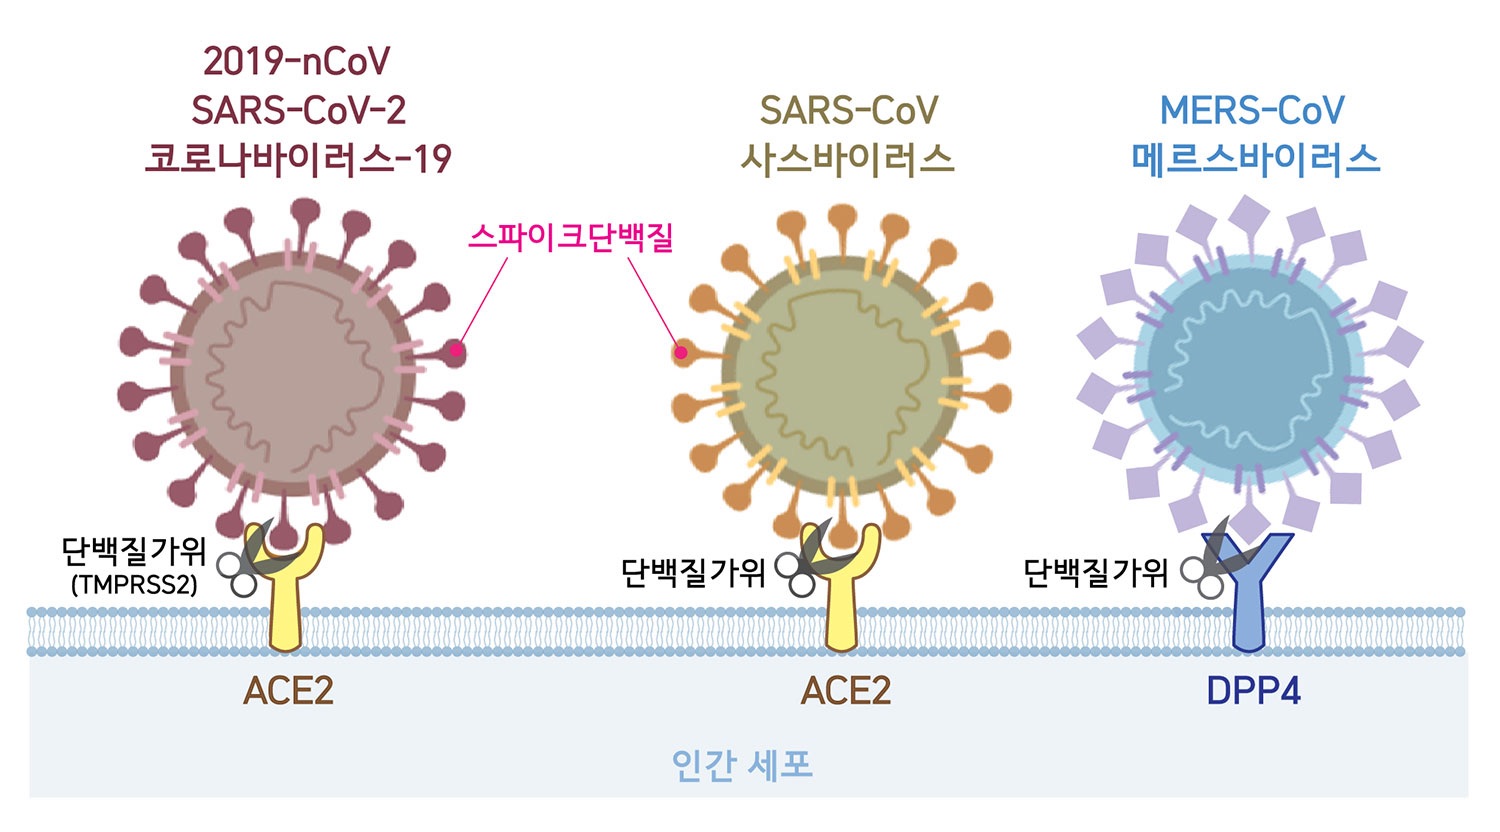 2019-nCoV
SARS-CoV-2
코로나바이러스-19
SARS-CoV
사스바이러스
MERS-CoV
메르스바이러스
스파이크단백질
단백질가위
(TMPRSS2)
단백질가위
단백질가위
ACE2
ACE2
DPP4
인간 세포